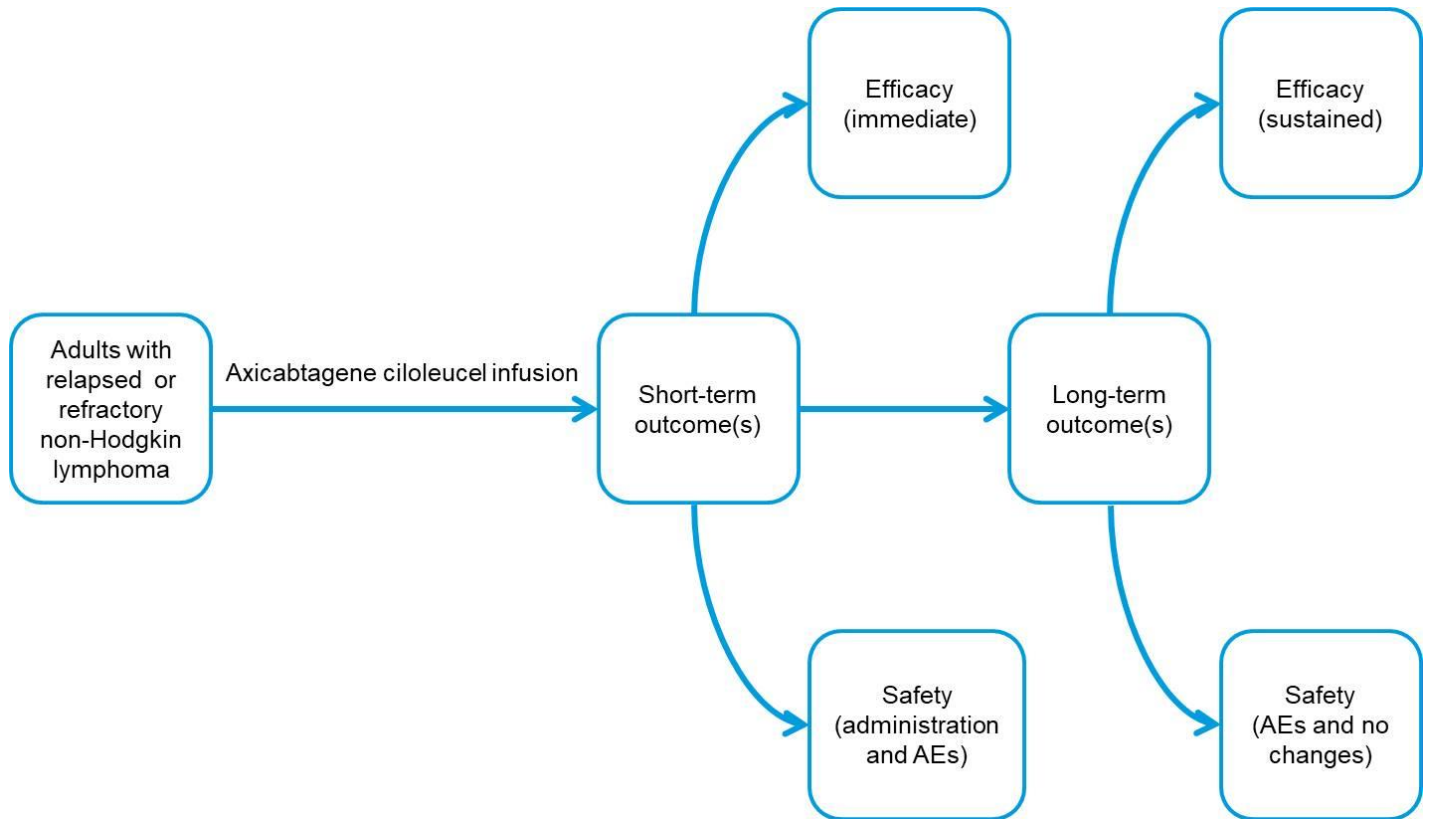 Efficacy
(immediate)
Efficacy
(sustained)
Adults with
relapsed or
refractory
non-Hodgkin
lymphoma
Axicabtagene ciloleucel infusion
Short-term
outcome(s)
Long-term
outcome(s)
Safety
(administration
and AEs)
Safety
(AEs and no
changes)